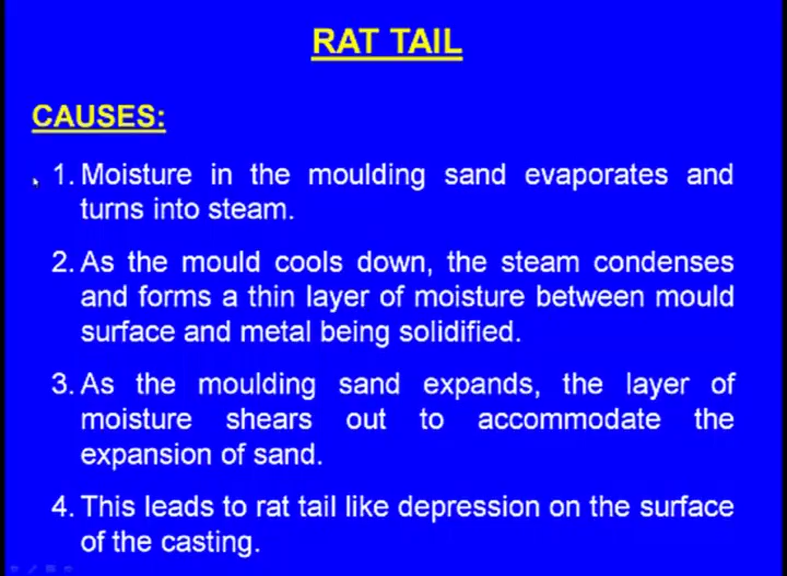 RAT TAIL
CAUSES:
1. Moisture in the moulding sand evaporates and
turns into steam.
2. As the mould cools down, the steam condenses
and forms a thin layer of moisture between mould
surface and metal being solidified.
3. As the moulding sand expands, the layer of
moisture shears out to accommodate the
expansion of sand.
4. This leads to rat tail like depression on the surface
of the casting.